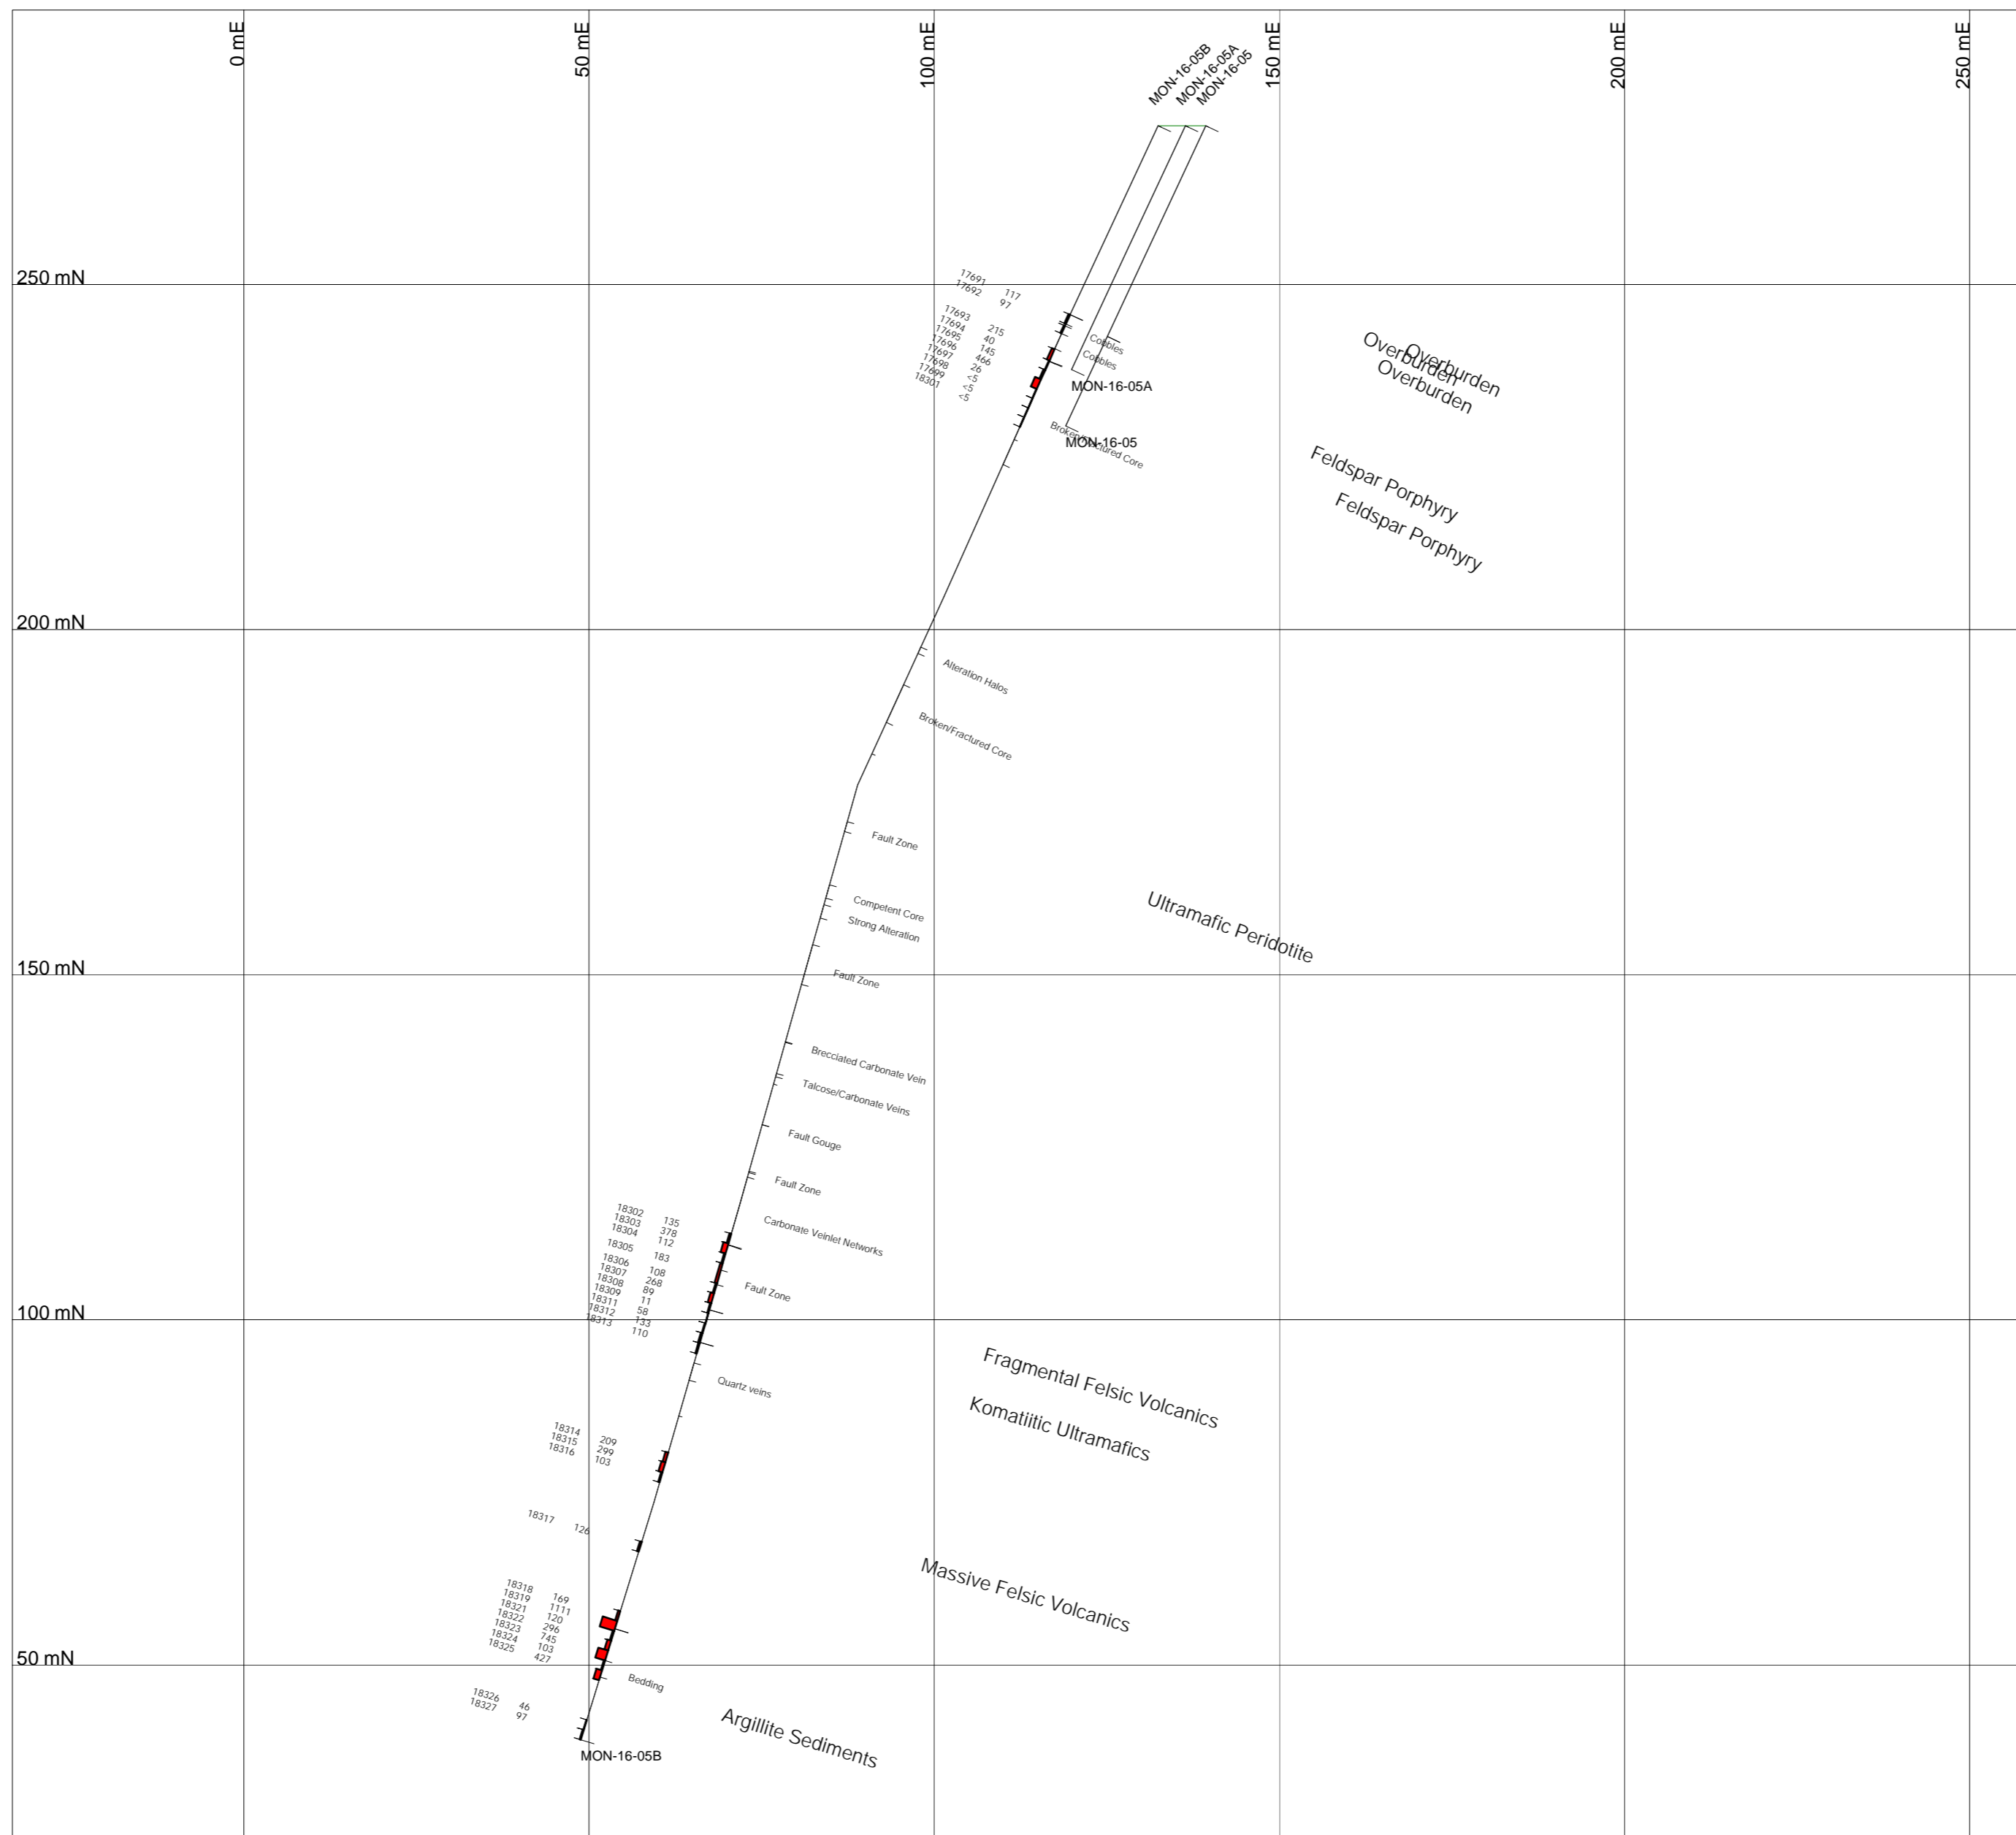 0 mE
50 mE
100 mE
150 mE
200 mE
250 mE
MON-16-05B
MON-16-05A
MON-16-05
250 mN
17691 117
17692 97
17693 215
17694 40
17695 145
17696 466
17697 26
17698 <5
17699 <5
18301 <5
Cobbles
Cobbles
MON-16-05A
Overburden
Overburden
Overburden
Broken/Fractured Core
MON-16-05
Feldspar Porphyry
Feldspar Porphyry
200 mN
Alteration Halos
Broken/Fractured Core
Fault Zone
Competent Core
Strong Alteration
Ultramafic Peridotite
150 mN
Fault Zone
Brecciated Carbonate Vein
Talcose/Carbonate Veins
Fault Gouge
Fault Zone
18302 135
18303 378
18304 112
18305 183
18306 108
18307 268
18308 89
18309 11
18311 58
18312 133
18313 110
Carbonate Veinlet Networks
Fault Zone
100 mN
Fragmental Felsic Volcanics
Quartz veins
Komatiitic Ultramafics
18314 209
18315 299
18316 103
18317 126
Massive Felsic Volcanics
18318 169
18319 1111
18321 120
18322 296
18323 745
18324 103
18325 427
50 mN
Bedding
18326 46
18327 97
Argillite Sediments
MON-16-05B